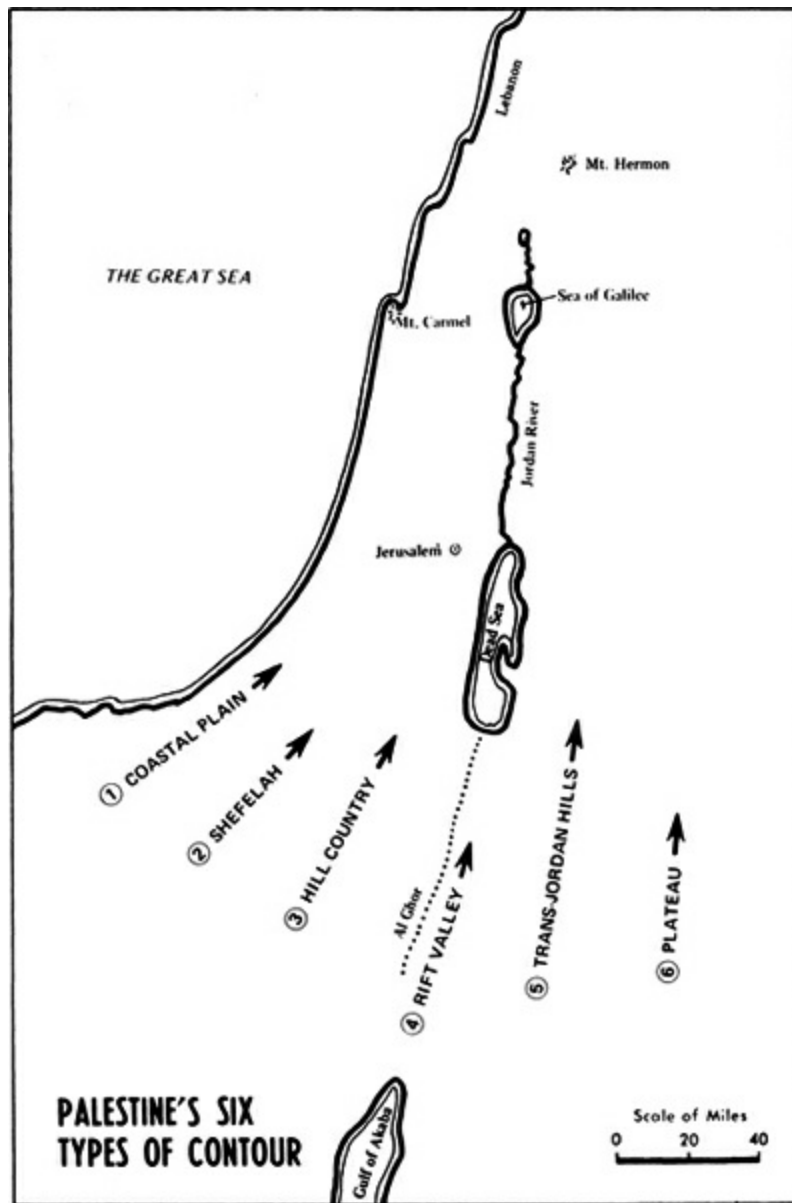 Lebanon
Mt. Hermon
THE GREAT SEA
Sea of Galilee
Mt. Carmel
Jordan River
Jerusalem
Dead Sea
1 COASTAL PLAIN
2 SHEFELAH
3 HILL COUNTRY
Al Ghor
4 RIFT VALLEY
5 TRANS-JORDAN HILLS
6 PLATEAU
PALESTINE'S SIX
TYPES OF CONTOUR
Gulf of Akaba
Scale of Miles
0 20 40